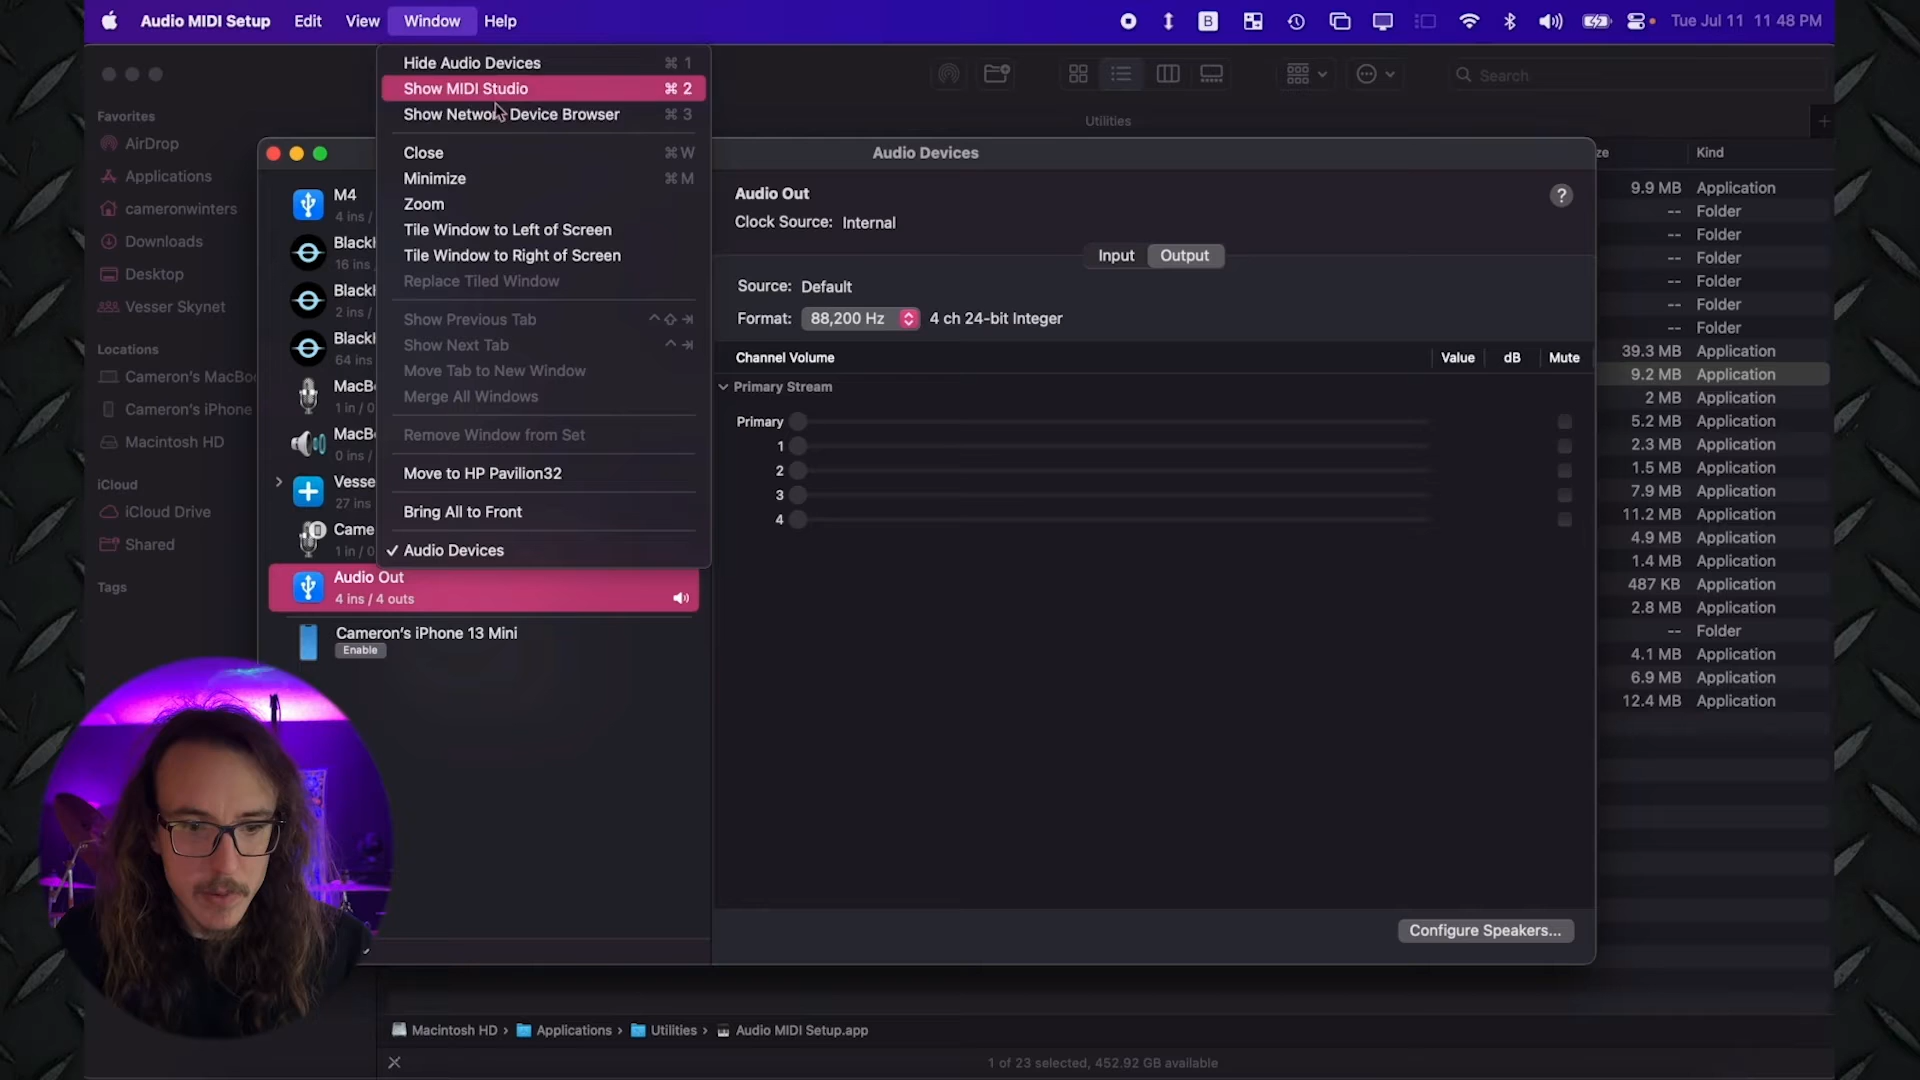 Audio MIDI Setup Edit View Window Help
B
Tue Jul 11 11:48 PM
Hide Audio Devices ⌘ 1
Show MIDI Studio ⌘ 2
Show Network Device Browser ⌘ 3
Close ⌘ W
Minimize ⌘ M
Zoom
Tile Window to Left of Screen
Tile Window to Right of Screen
Replace Tiled Window
Show Previous Tab
Show Next Tab
Move Tab to New Window
Merge All Windows
Remove Window from Set
Move to HP Pavilion32
Bring All to Front
✓ Audio Devices
Search
Utilities
Favorites
AirDrop
Applications
cameronwinters
Downloads
Desktop
Vesser Skynet
Locations
Cameron's MacBo
Cameron's iPhone
Macintosh HD
iCloud
iCloud Drive
Shared
Tags
Audio Devices
M4
4 ins /
BlackH
16 ins
BlackH
2 ins /
BlackH
64 ins
MacB
1 in / 0
MacB
0 ins /
Vesse
27 ins
Came
1 in / 0
Audio Out
4 ins / 4 outs
Cameron's iPhone 13 Mini
Enable
Audio Out
?
Clock Source: Internal
Input Output
Source: Default
Format: 88,200 Hz 4 ch 24-bit Integer
Channel Volume Value dB Mute
Primary Stream
Primary
1
2
3
4
Configure Speakers...
ze Kind
9.9 MB Application
-- Folder
-- Folder
-- Folder
-- Folder
-- Folder
-- Folder
39.3 MB Application
9.2 MB Application
2 MB Application
5.2 MB Application
2.3 MB Application
1.5 MB Application
7.9 MB Application
11.2 MB Application
4.9 MB Application
1.4 MB Application
487 KB Application
2.8 MB Application
-- Folder
4.1 MB Application
6.9 MB Application
12.4 MB Application
Macintosh HD › Applications › Utilities › Audio MIDI Setup.app
1 of 23 selected, 452.92 GB available